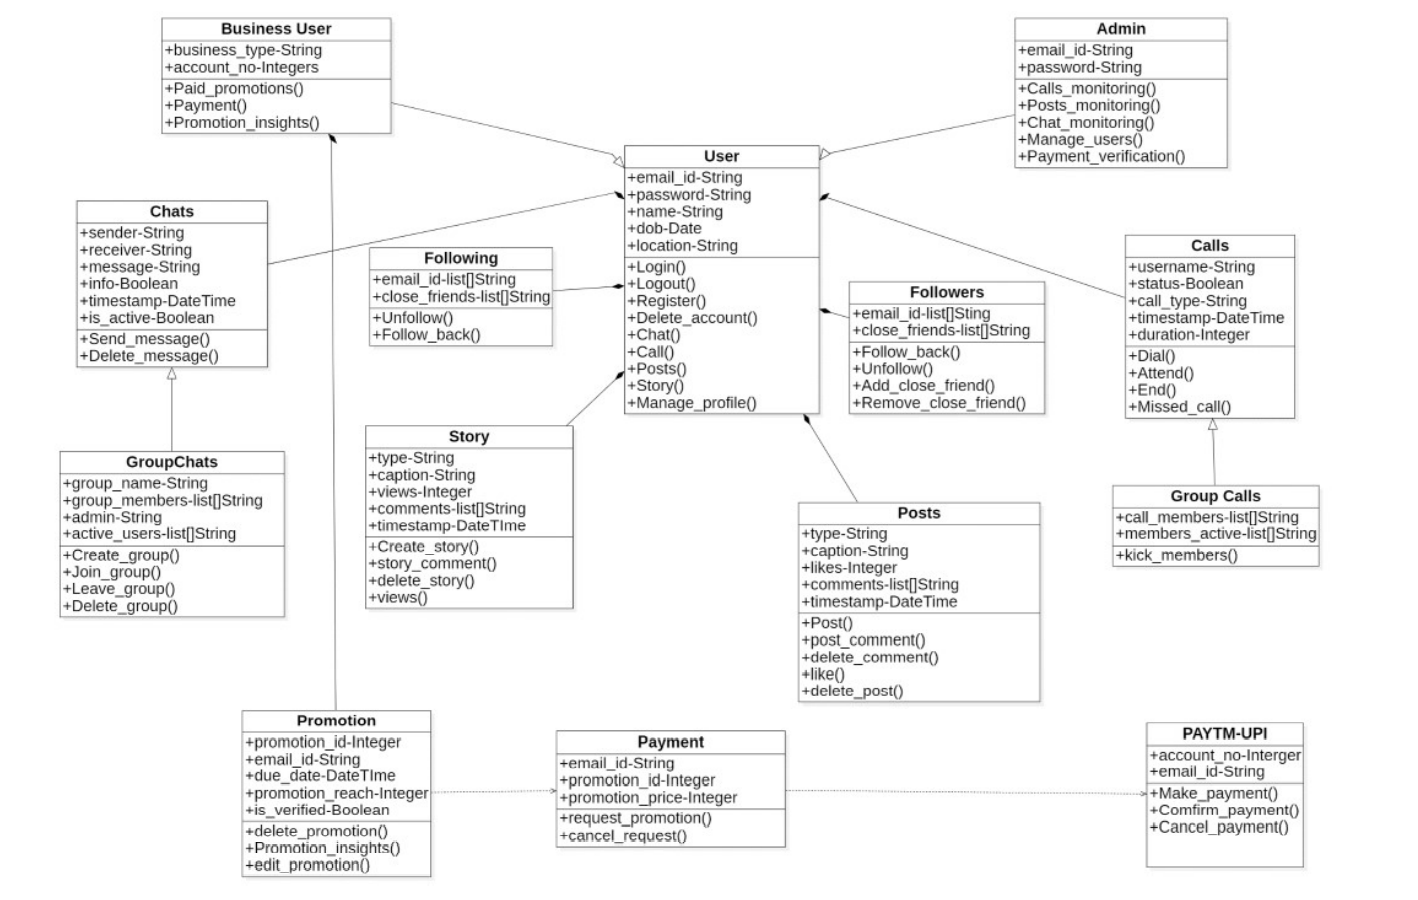 Business User
+business_type-String
+account_no-Integers
+Paid_promotions()
+Payment()
+Promotion_insights()
Admin
+email_id-String
+password-String
+Calls_monitoring()
+Posts_monitoring()
+Chat_monitoring()
+Manage_users()
+Payment_verification()
User
+email_id-String
+password-String
+name-String
+dob-Date
+location-String
+Login()
+Logout()
+Register()
+Delete_account()
+Chat()
+Call()
+Posts()
+Story()
+Manage_profile()
Chats
+sender-String
+receiver-String
+message-String
+info-Boolean
+timestamp-DateTime
+is_active-Boolean
+Send_message()
+Delete_message()
Following
+email_id-list[]String
+close_friends-list[]String
+Unfollow()
+Follow_back()
Followers
+email_id-list[]Sting
+close_friends-list[]String
+Follow_back()
+Unfollow()
+Add_close_friend()
+Remove_close_friend()
Calls
+username-String
+status-Boolean
+call_type-String
+timestamp-DateTime
+duration-Integer
+Dial()
+Attend()
+End()
+Missed_call()
GroupChats
+group_name-String
+group_members-list[]String
+admin-String
+active_users-list[]String
+Create_group()
+Join_group()
+Leave_group()
+Delete_group()
Story
+type-String
+caption-String
+views-Integer
+comments-list[]String
+timestamp-DateTIme
+Create_story()
+story_comment()
+delete_story()
+views()
Posts
+type-String
+caption-String
+likes-Integer
+comments-list[]String
+timestamp-DateTime
+Post()
+post_comment()
+delete_comment()
+like()
+delete_post()
Group Calls
+call_members-list[]String
+members_active-list[]String
+kick_members()
Promotion
+promotion_id-Integer
+email_id-String
+due_date-DateTIme
+promotion_reach-Integer
+is_verified-Boolean
+delete_promotion()
+Promotion_insights()
+edit_promotion()
Payment
+email_id-String
+promotion_id-Integer
+promotion_price-Integer
+request_promotion()
+cancel_request()
PAYTM-UPI
+account_no-Interger
+email_id-String
+Make_payment()
+Comfirm_payment()
+Cancel_payment()